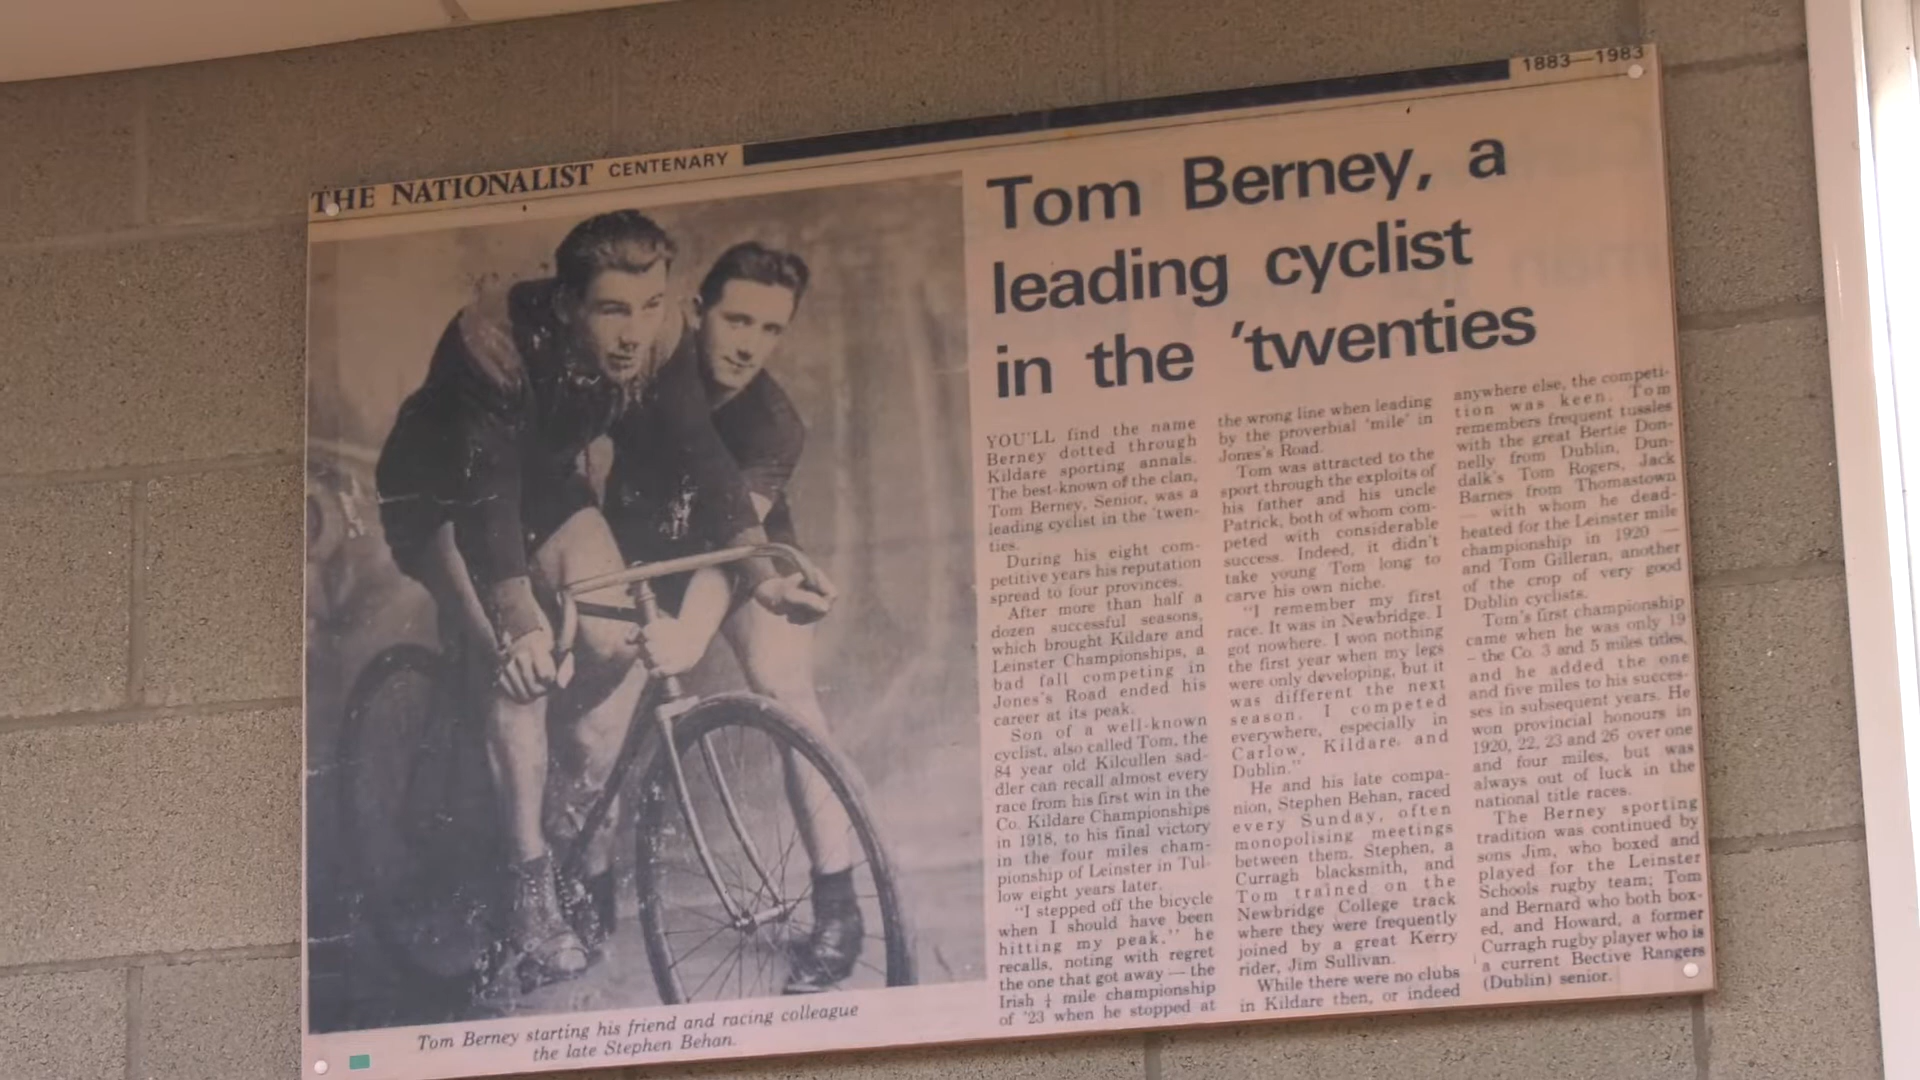 THE NATIONALIST CENTENARY
1883—1983
Tom Berney, a
leading cyclist
in the 'twenties
YOU'LL find the name
Berney dotted through
Kildare sporting annals.
The best-known of the clan,
Tom Berney, Senior, was a
leading cyclist in the 'twen-
ties.
During his eight com-
petitive years his reputation
spread to four provinces.
After more than half a
dozen successful seasons,
which brought Kildare and
Leinster Championships, a
bad fall competing in
Jones's Road ended his
career at its peak.
Son of a well-known
cyclist, also called Tom, the
84 year old Kilcullen sad-
dler can recall almost every
race from his first win in the
Co. Kildare Championships
in 1918, to his final victory
in the four miles cham-
pionship of Leinster in Tul-
low eight years later.
"I stepped off the bicycle
when I should have been
hitting my peak," he
recalls, noting with regret
the one that got away — the
Irish mile championship
of '23 when he stopped at
the wrong line when leading
by the proverbial 'mile' in
Jones's Road.
Tom was attracted to the
sport through the exploits of
his father and his uncle
Patrick, both of whom com-
peted with considerable
success. Indeed, it didn't
take young Tom long to
carve his own niche.
"I remember my first
race. It was in Newbridge. I
got nowhere. I won nothing
the first year when my legs
were only developing, but it
was different the next
season. I competed
everywhere, especially in
Carlow, Kildare and
Dublin."
He and his late compa-
nion, Stephen Behan, raced
every Sunday, often
monopolising meetings
between them. Stephen, a
Curragh blacksmith, and
Tom trained on the
Newbridge College track
where they were frequently
joined by a great Kerry
rider, Jim Sullivan.
While there were no clubs
in Kildare then, or indeed
anywhere else, the competi-
tion was keen. Tom
remembers frequent tussles
with the great Bertie Don-
nelly from Dublin, Dun-
dalk's Tom Rogers, Jack
Barnes from Thomastown
— with whom he dead-
heated for the Leinster mile
championship in 1920 —
and Tom Gilleran, another
of the crop of very good
Dublin cyclists.
Tom's first championship
came when he was only 19
– the Co. 3 and 5 miles titles,
and he added the one
and five miles to his succes-
ses in subsequent years. He
won provincial honours in
1920, 22, 23 and 26 over one
and four miles, but was
always out of luck in the
national title races.
The Berney sporting
tradition was continued by
sons Jim, who boxed and
played for the Leinster
Schools rugby team; Tom
and Bernard who both box-
ed, and Howard, a former
Curragh rugby player who is
a current Bective Rangers
(Dublin) senior.
Tom Berney starting his friend and racing colleague
the late Stephen Behan.